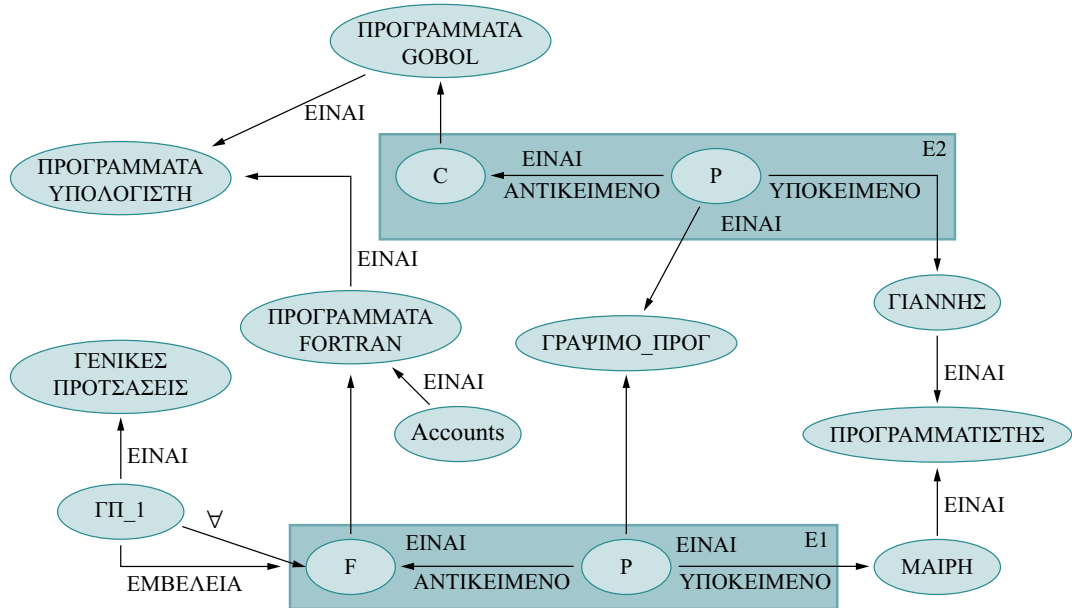 ΠΡΟΓΡΑΜΜΑΤΑ
GOBOL
ΕΙΝΑΙ
E2
ΠΡΟΓΡΑΜΜΑΤΑ
ΥΠΟΛΟΓΙΣΤΗ
C
ΕΙΝΑΙ
ΑΝΤΙΚΕΙΜΕΝΟ
P
ΥΠΟΚΕΙΜΕΝΟ
ΕΙΝΑΙ
ΕΙΝΑΙ
ΓΙΑΝΝΗΣ
ΠΡΟΓΡΑΜΜΑΤΑ
FORTRAN
ΓΡΑΨΙΜΟ_ΠΡΟΓ
ΓΕΝΙΚΕΣ
ΠΡΟΤΣΑΣΕΙΣ
ΕΙΝΑΙ
ΕΙΝΑΙ
Accounts
ΠΡΟΓΡΑΜΜΑΤΙΣΤΗΣ
ΕΙΝΑΙ
ΕΙΝΑΙ
ΓΠ_1
∀
E1
ΕΙΝΑΙ
ΕΙΝΑΙ
F
P
ΜΑΙΡΗ
ΕΜΒΕΛΕΙΑ
ΑΝΤΙΚΕΙΜΕΝΟ
ΥΠΟΚΕΙΜΕΝΟ